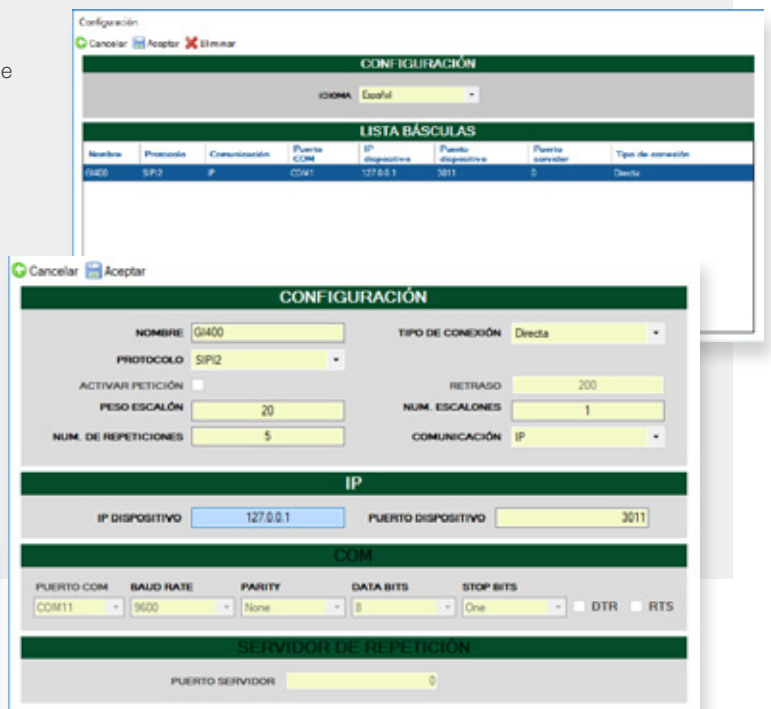 e
Configuración
Cancelar Aceptar Eliminar
CONFIGURACIÓN
IDIOMA Español
LISTA BÁSCULAS
Nombre Protocolo Comunicación Puerto COM IP dispositivo Puerto dispositivo Puerto servidor Tipo de conexión
GI400 SIPI2 IP COM1 127.0.0.1 3011 0 Directa
Cancelar Aceptar
CONFIGURACIÓN
NOMBRE GI400 TIPO DE CONEXIÓN Directa
PROTOCOLO SIPI2
ACTIVAR PETICIÓN RETRASO 200
PESO ESCALÓN 20 NUM. ESCALONES 1
NUM. DE REPETICIONES 5 COMUNICACIÓN IP
IP
IP DISPOSITIVO 127.0.0.1 PUERTO DISPOSITIVO 3011
COM
PUERTO COM BAUD RATE PARITY DATA BITS STOP BITS
COM11 9600 None 8 One DTR RTS
SERVIDOR DE REPETICIÓN
PUERTO SERVIDOR 0